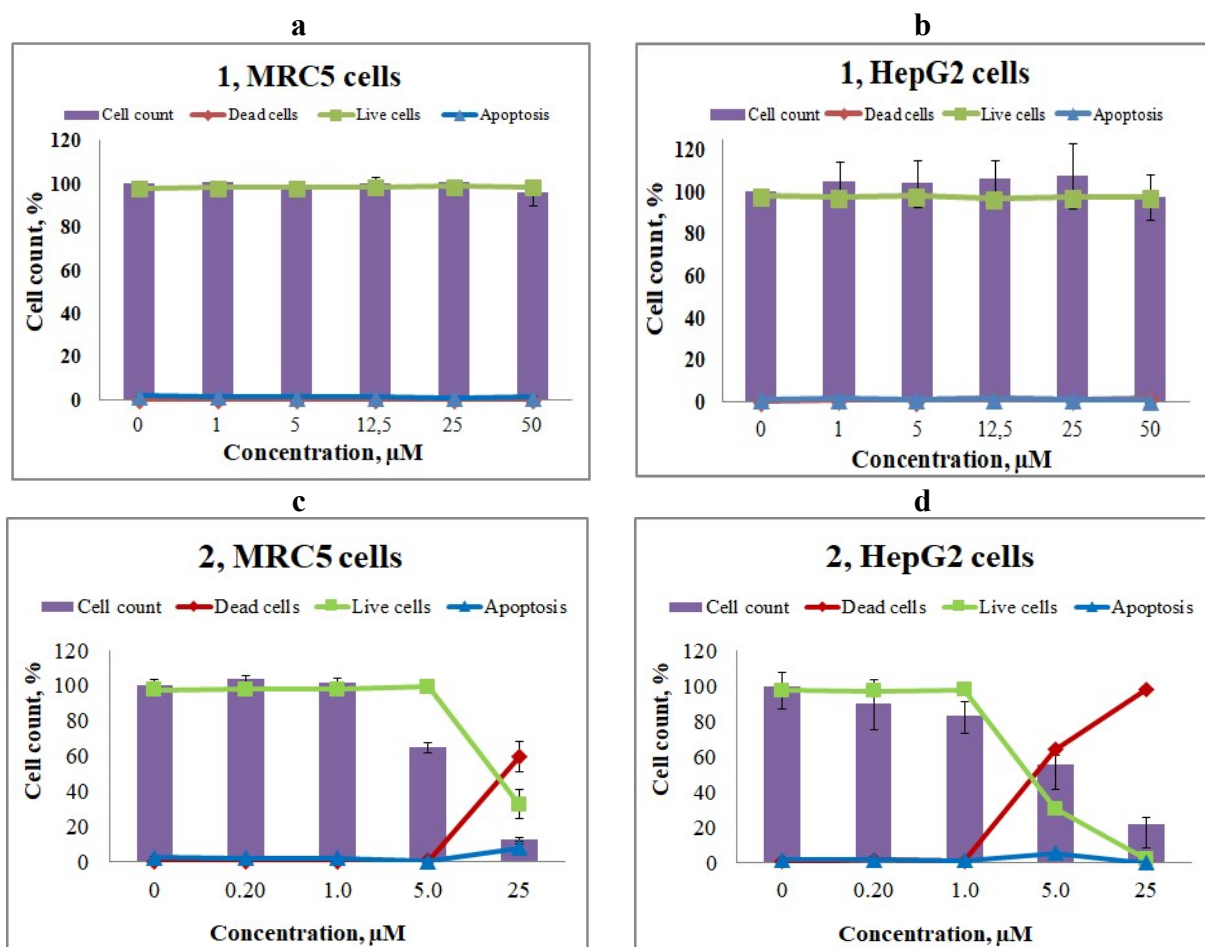 a
1, MRC5 cells
Cell count Dead cells Live cells Apoptosis
120
100
80
60
40
20
0
0 1 5 12,5 25 50
Cell count, %
Concentration, µM
b
1, HepG2 cells
Cell count Dead cells Live cells Apoptosis
120
100
80
60
40
20
0
0 1 5 12,5 25 50
Cell count, %
Concentration, µM
c
2, MRC5 cells
Cell count Dead cells Live cells Apoptosis
120
100
80
60
40
20
0
0 0.20 1.0 5.0 25
Cell count, %
Concentration, µM
d
2, HepG2 cells
Cell count Dead cells Live cells Apoptosis
120
100
80
60
40
20
0
0 0.20 1.0 5.0 25
Cell count, %
Concentration, µM